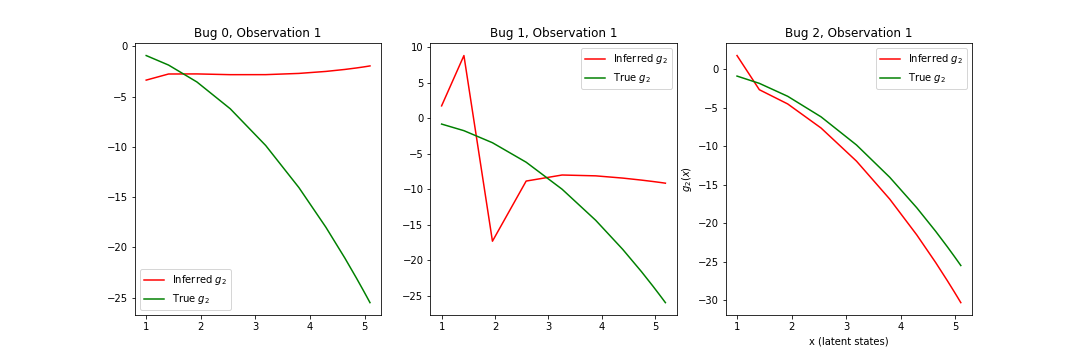 Bug 0, Observation 1
0
−5
−10
−15
−20
−25
1 2 3 4 5
Inferred g₂
True g₂
Bug 1, Observation 1
10
5
0
−5
−10
−15
−20
−25
1 2 3 4 5
Inferred g₂
True g₂
Bug 2, Observation 1
g₂(x)
0
−5
−10
−15
−20
−25
−30
1 2 3 4 5
x (latent states)
Inferred g₂
True g₂